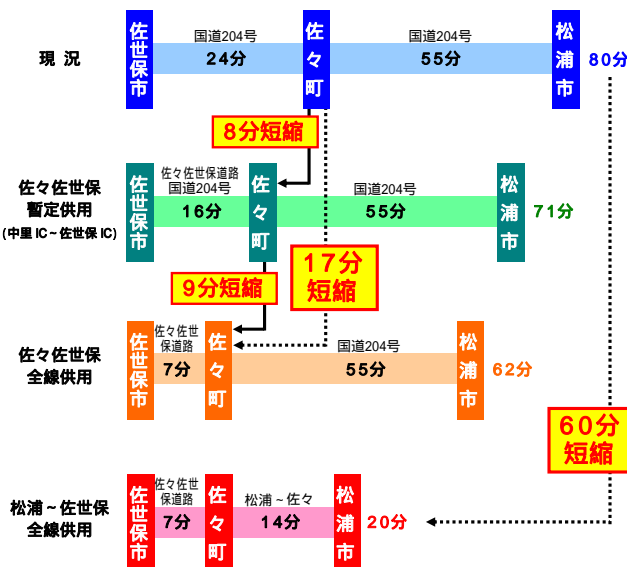 現 況
佐世保市
国道204号
24分
佐々町
国道204号
55分
松浦市
80分
8分短縮
佐々佐世保
暫定供用
(中里IC~佐世保IC)
佐世保市
佐々佐世保道路
国道204号
16分
佐々町
国道204号
55分
松浦市
71分
9分短縮
17分
短縮
佐々佐世保
全線供用
佐世保市
佐々佐世
保道路
7分
佐々町
国道204号
55分
松浦市
62分
60分
短縮
松浦~佐世保
全線供用
佐世保市
佐々佐世
保道路
7分
佐々町
松浦~佐々
14分
松浦市
20分